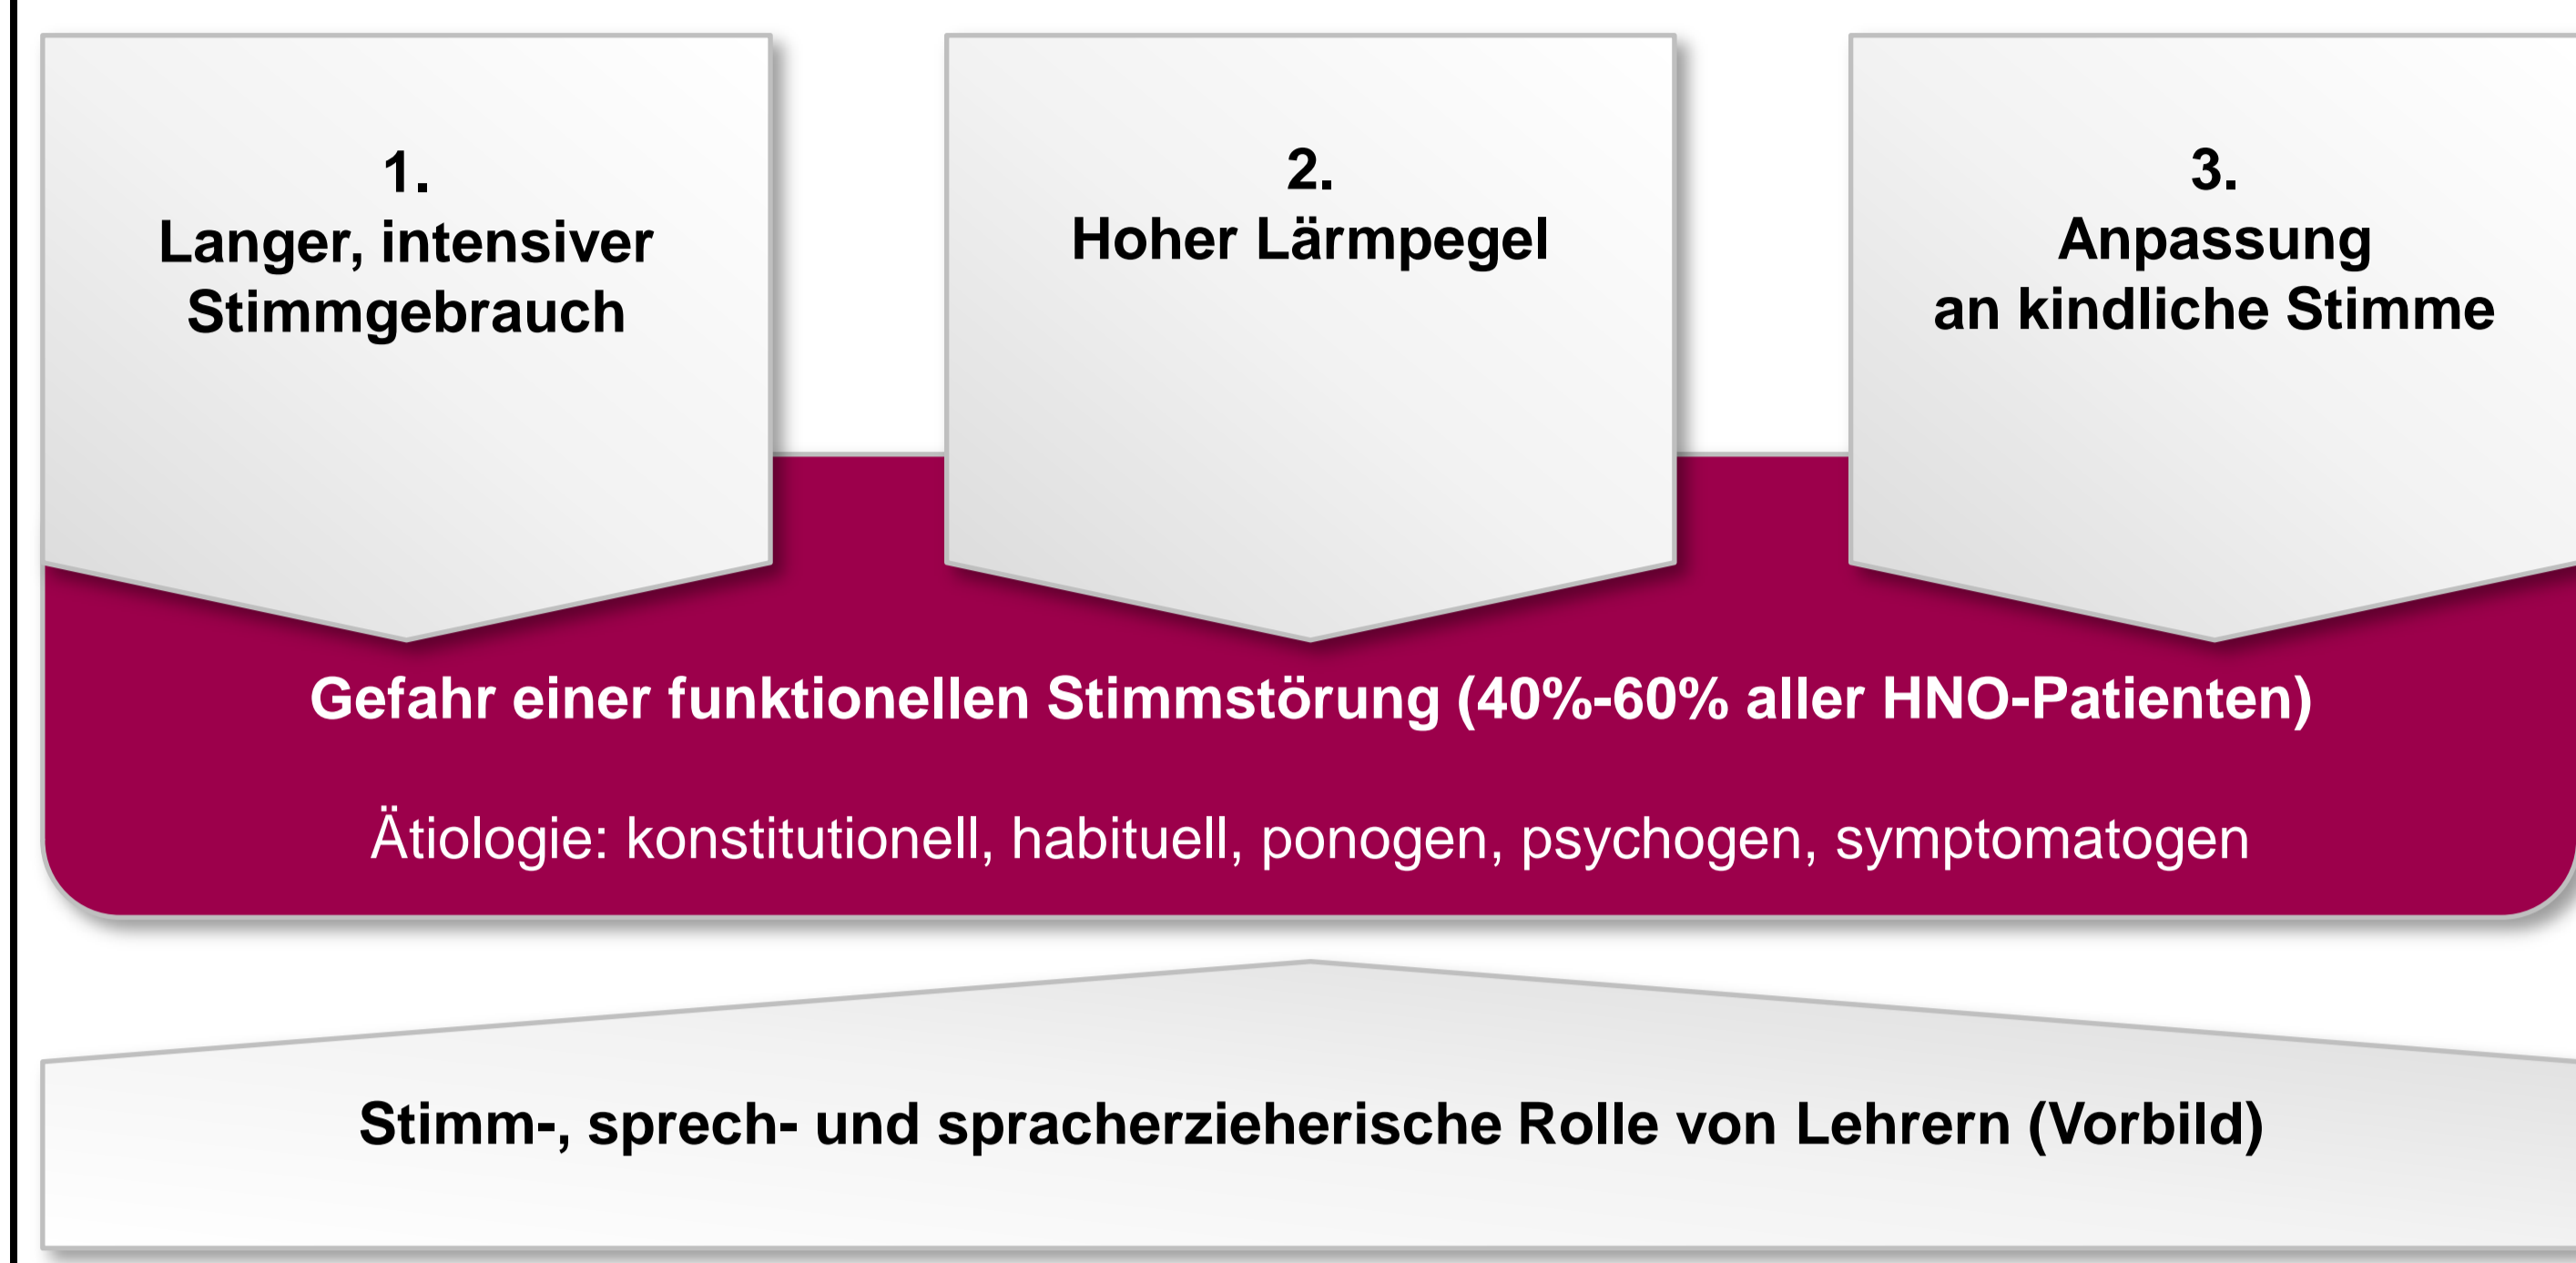 1.
Langer, intensiver
Stimmgebrauch
2.
Hoher Lärmpegel
3.
Anpassung
an kindliche Stimme
Gefahr einer funktionellen Stimmstörung (40%-60% aller HNO-Patienten)
Ätiologie: konstitutionell, habituell, ponogen, psychogen, symptomatogen
Stimm-, sprech- und spracherzieherische Rolle von Lehrern (Vorbild)